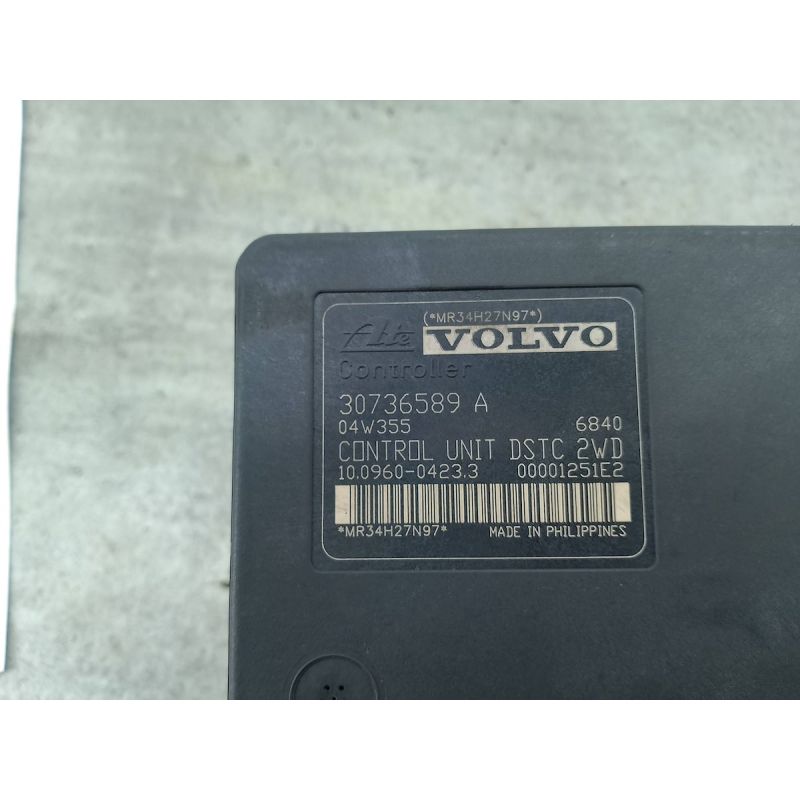 (*MR34H27N97*)
Ate VOLVO
Controller
30736589 A
04W355 6840
CONTROL UNIT DSTC 2WD
10.0960-0423.3 00001251E2
*MR34H27N97* MADE IN PHILIPPINES